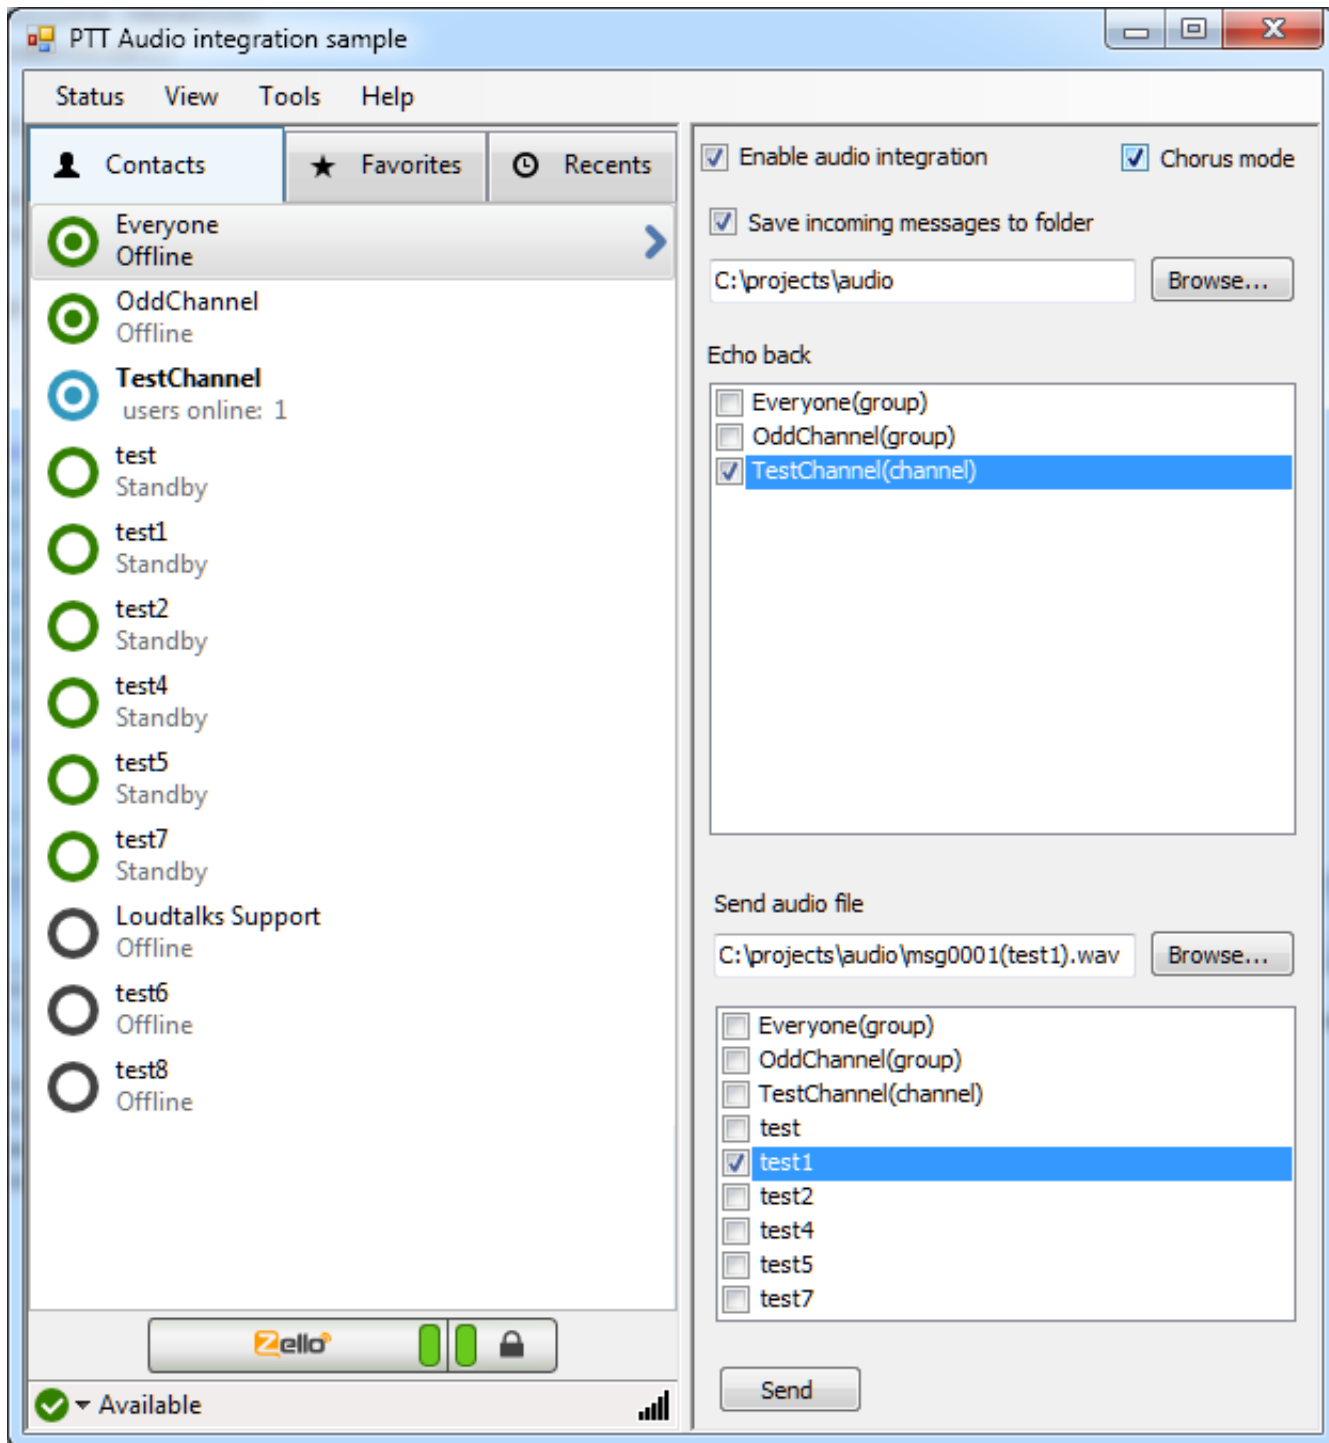 PTT Audio integration sample
Status View Tools Help
Contacts Favorites Recents
Everyone
Offline
OddChannel
Offline
TestChannel
users online: 1
test
Standby
test1
Standby
test2
Standby
test4
Standby
test5
Standby
test7
Standby
Loudtalks Support
Offline
test6
Offline
test8
Offline
Zello
Available
Enable audio integration Chorus mode
Save incoming messages to folder
C:\projects\audio Browse...
Echo back
Everyone(group)
OddChannel(group)
TestChannel(channel)
Send audio file
C:\projects\audio\msg0001(test1).wav Browse...
Everyone(group)
OddChannel(group)
TestChannel(channel)
test
test1
test2
test4
test5
test7
Send